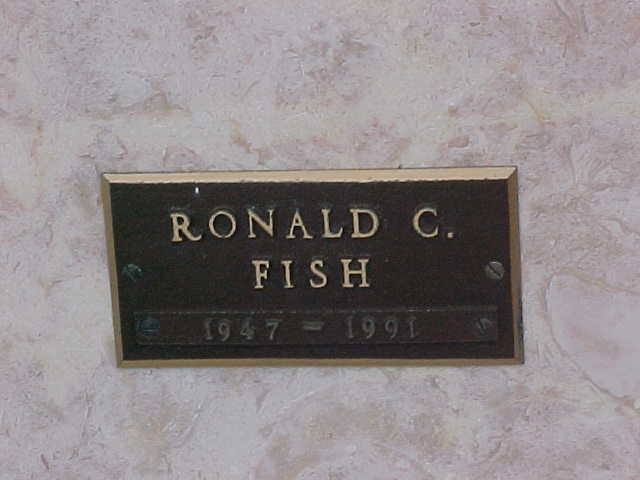 RONALD C.
FISH
1947 – 1991